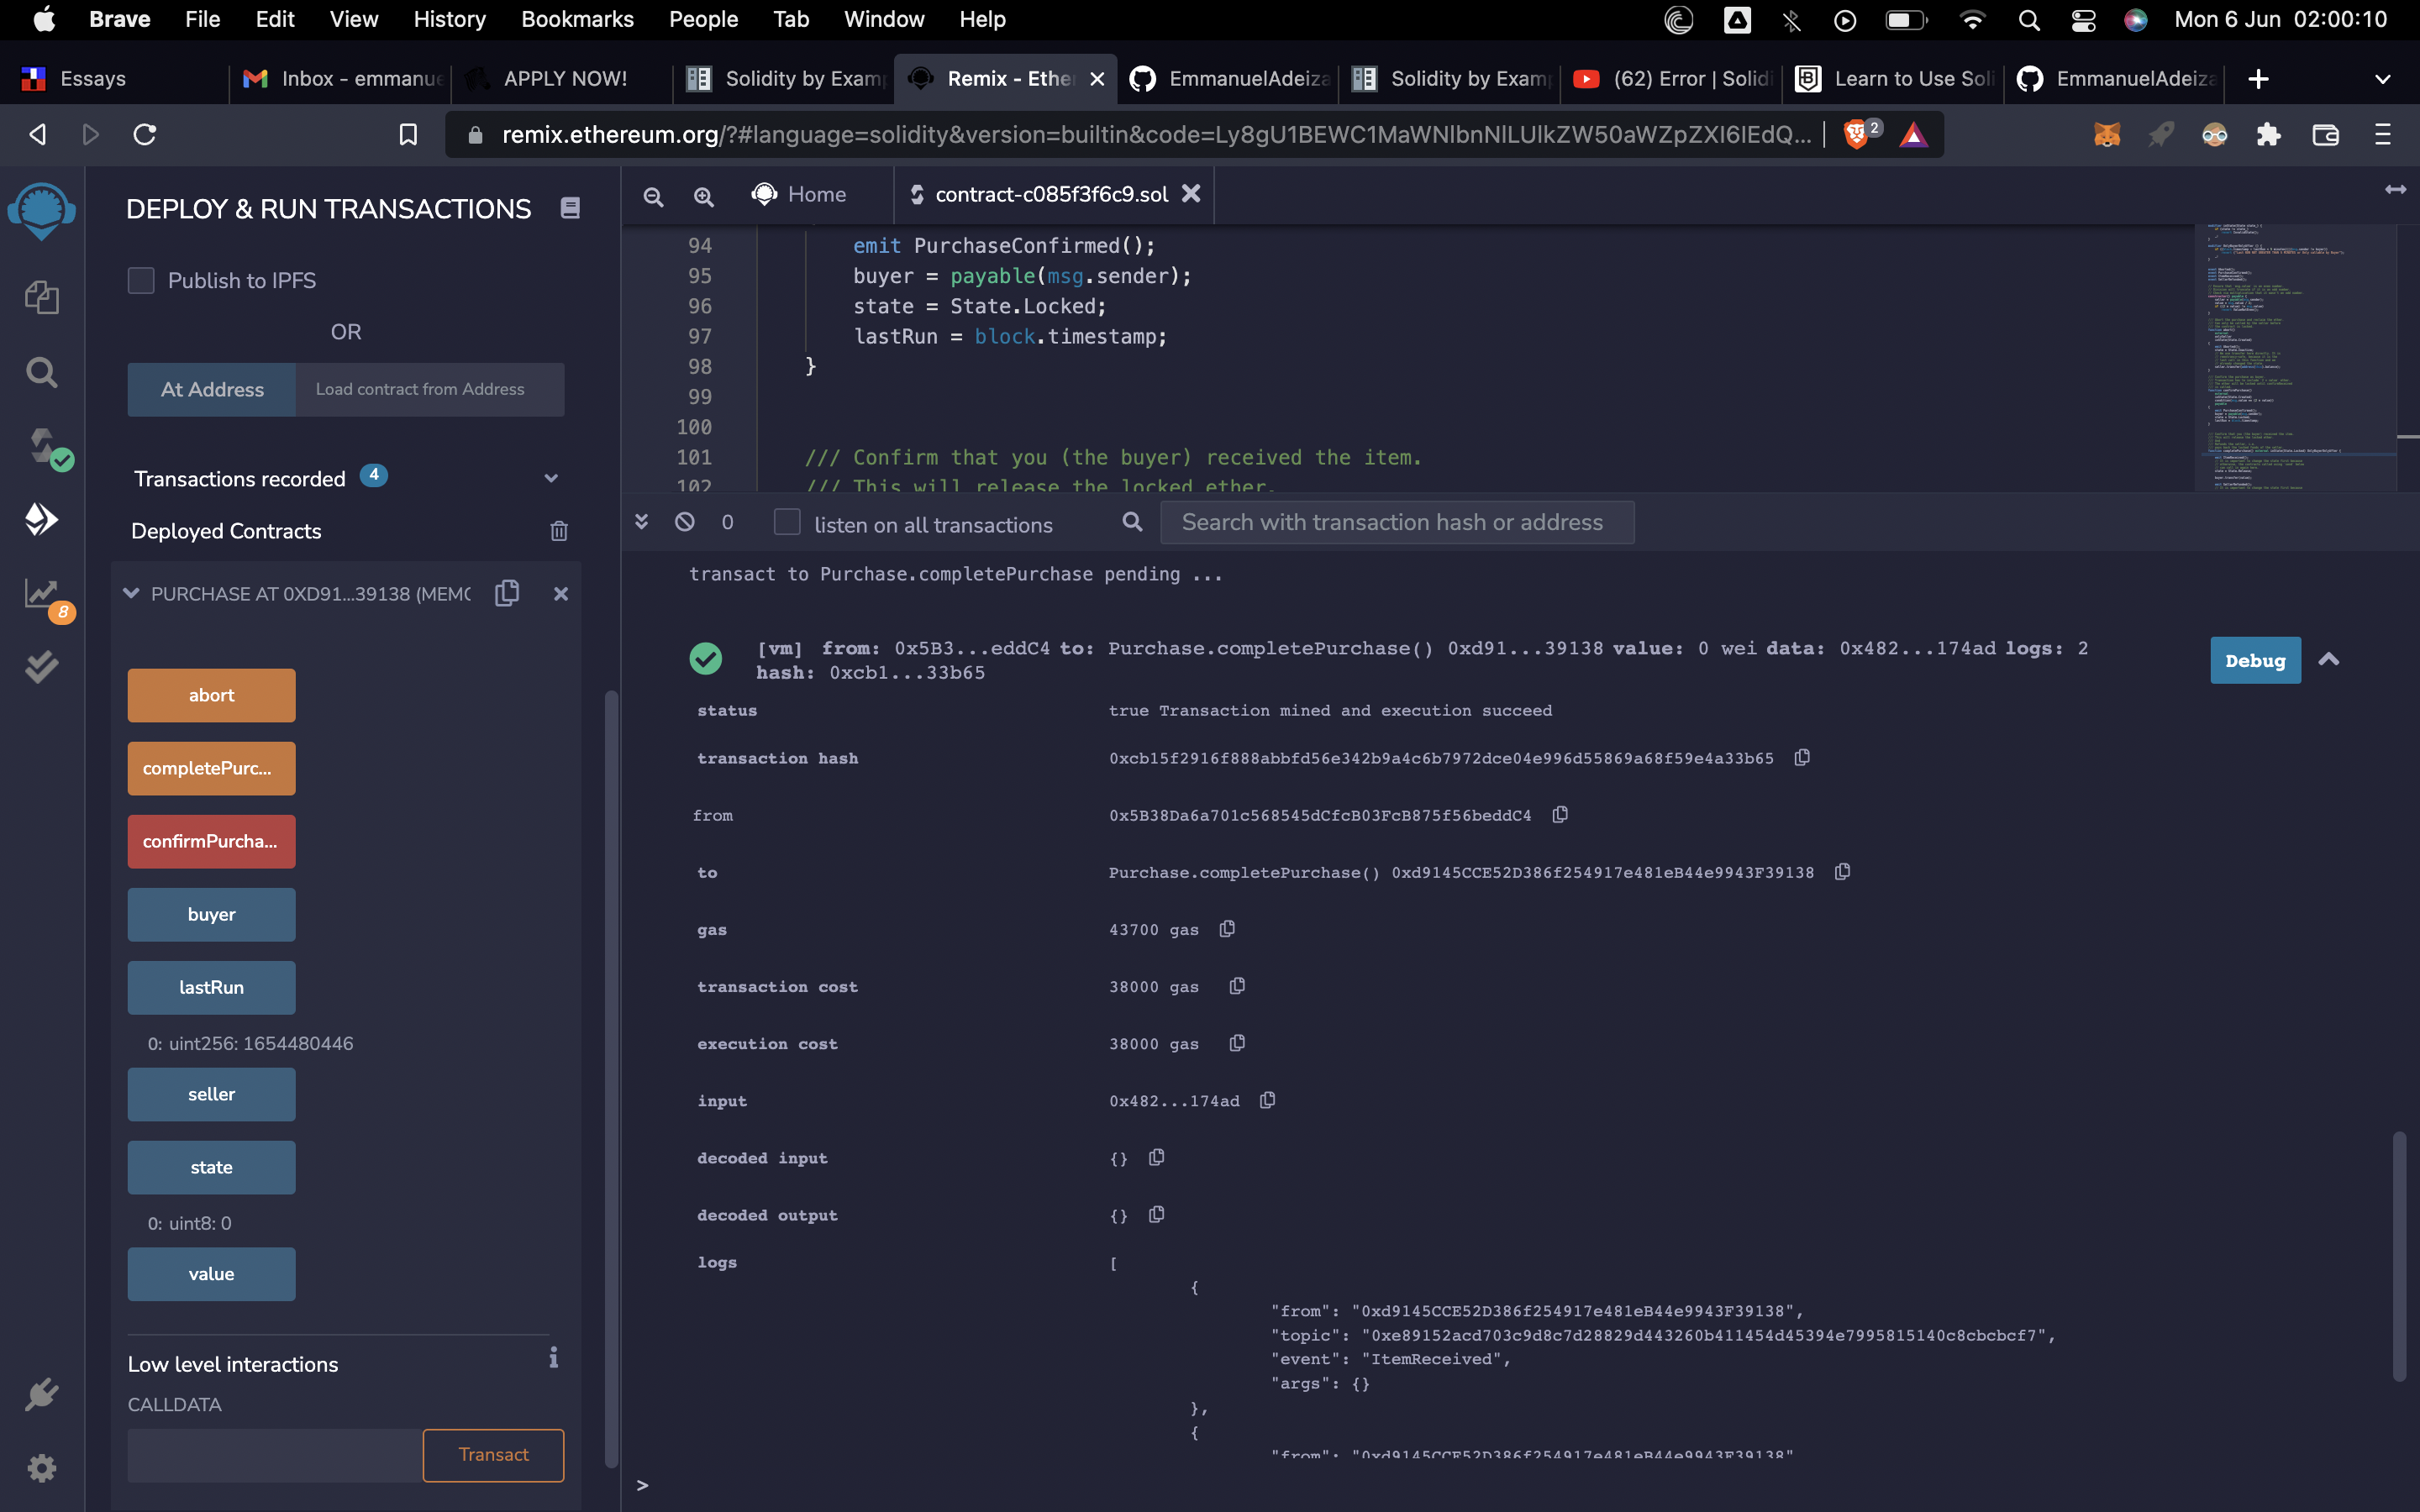 Brave File Edit View History Bookmarks People Tab Window Help Mon 6 Jun 02:00:10
Essays Inbox - emmanue APPLY NOW! Solidity by Exam Remix - Ether EmmanuelAdeiza Solidity by Examp (62) Error | Solidi Learn to Use Soli EmmanuelAdeiza
remix.ethereum.org/?#language=solidity&version=builtin&code=Ly8gU1BEWC1MaWNlbnNlLUlkZW50aWZpZXI6IEdQ... 2
DEPLOY & RUN TRANSACTIONS
Publish to IPFS
OR
At Address Load contract from Address
Transactions recorded 4
Deployed Contracts
PURCHASE AT 0XD91...39138 (MEMO
8
abort
completePurc...
confirmPurcha...
buyer
lastRun
0: uint256: 1654480446
seller
state
0: uint8: 0
value
Low level interactions
CALLDATA
Transact
Home contract-c085f3f6c9.sol
94 emit PurchaseConfirmed();
95 buyer = payable(msg.sender);
96 state = State.Locked;
97 lastRun = block.timestamp;
98 }
99
100
101 /// Confirm that you (the buyer) received the item.
102 /// This will release the locked ether.
0 listen on all transactions Search with transaction hash or address
transact to Purchase.completePurchase pending ...
[vm] from: 0x5B3...eddC4 to: Purchase.completePurchase() 0xd91...39138 value: 0 wei data: 0x482...174ad logs: 2
hash: 0xcb1...33b65
Debug
status true Transaction mined and execution succeed
transaction hash 0xcb15f2916f888abbfd56e342b9a4c6b7972dce04e996d55869a68f59e4a33b65
from 0x5B38Da6a701c568545dCfcB03FcB875f56beddC4
to Purchase.completePurchase() 0xd9145CCE52D386f254917e481eB44e9943F39138
gas 43700 gas
transaction cost 38000 gas
execution cost 38000 gas
input 0x482...174ad
decoded input {}
decoded output {}
logs [
{
"from": "0xd9145CCE52D386f254917e481eB44e9943F39138",
"topic": "0xe89152acd703c9d8c7d28829d443260b411454d45394e7995815140c8cbcbcf7",
"event": "ItemReceived",
"args": {}
},
{
"from": "0xd9145CCE52D386f254917e481eB44e9943F39138"
>